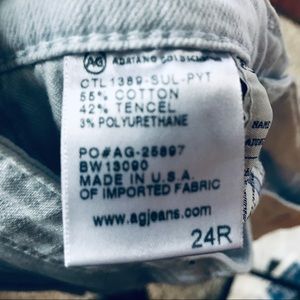 AG ADRIANO GOLDSCHMIED
CTL1389-SUL-PYT
55% COTTON
42% TENCEL
3% POLYURETHANE
PO#AG-25897
BW13090
MADE IN U.S.A.
OF IMPORTED FABRIC
www.agjeans.com
24R